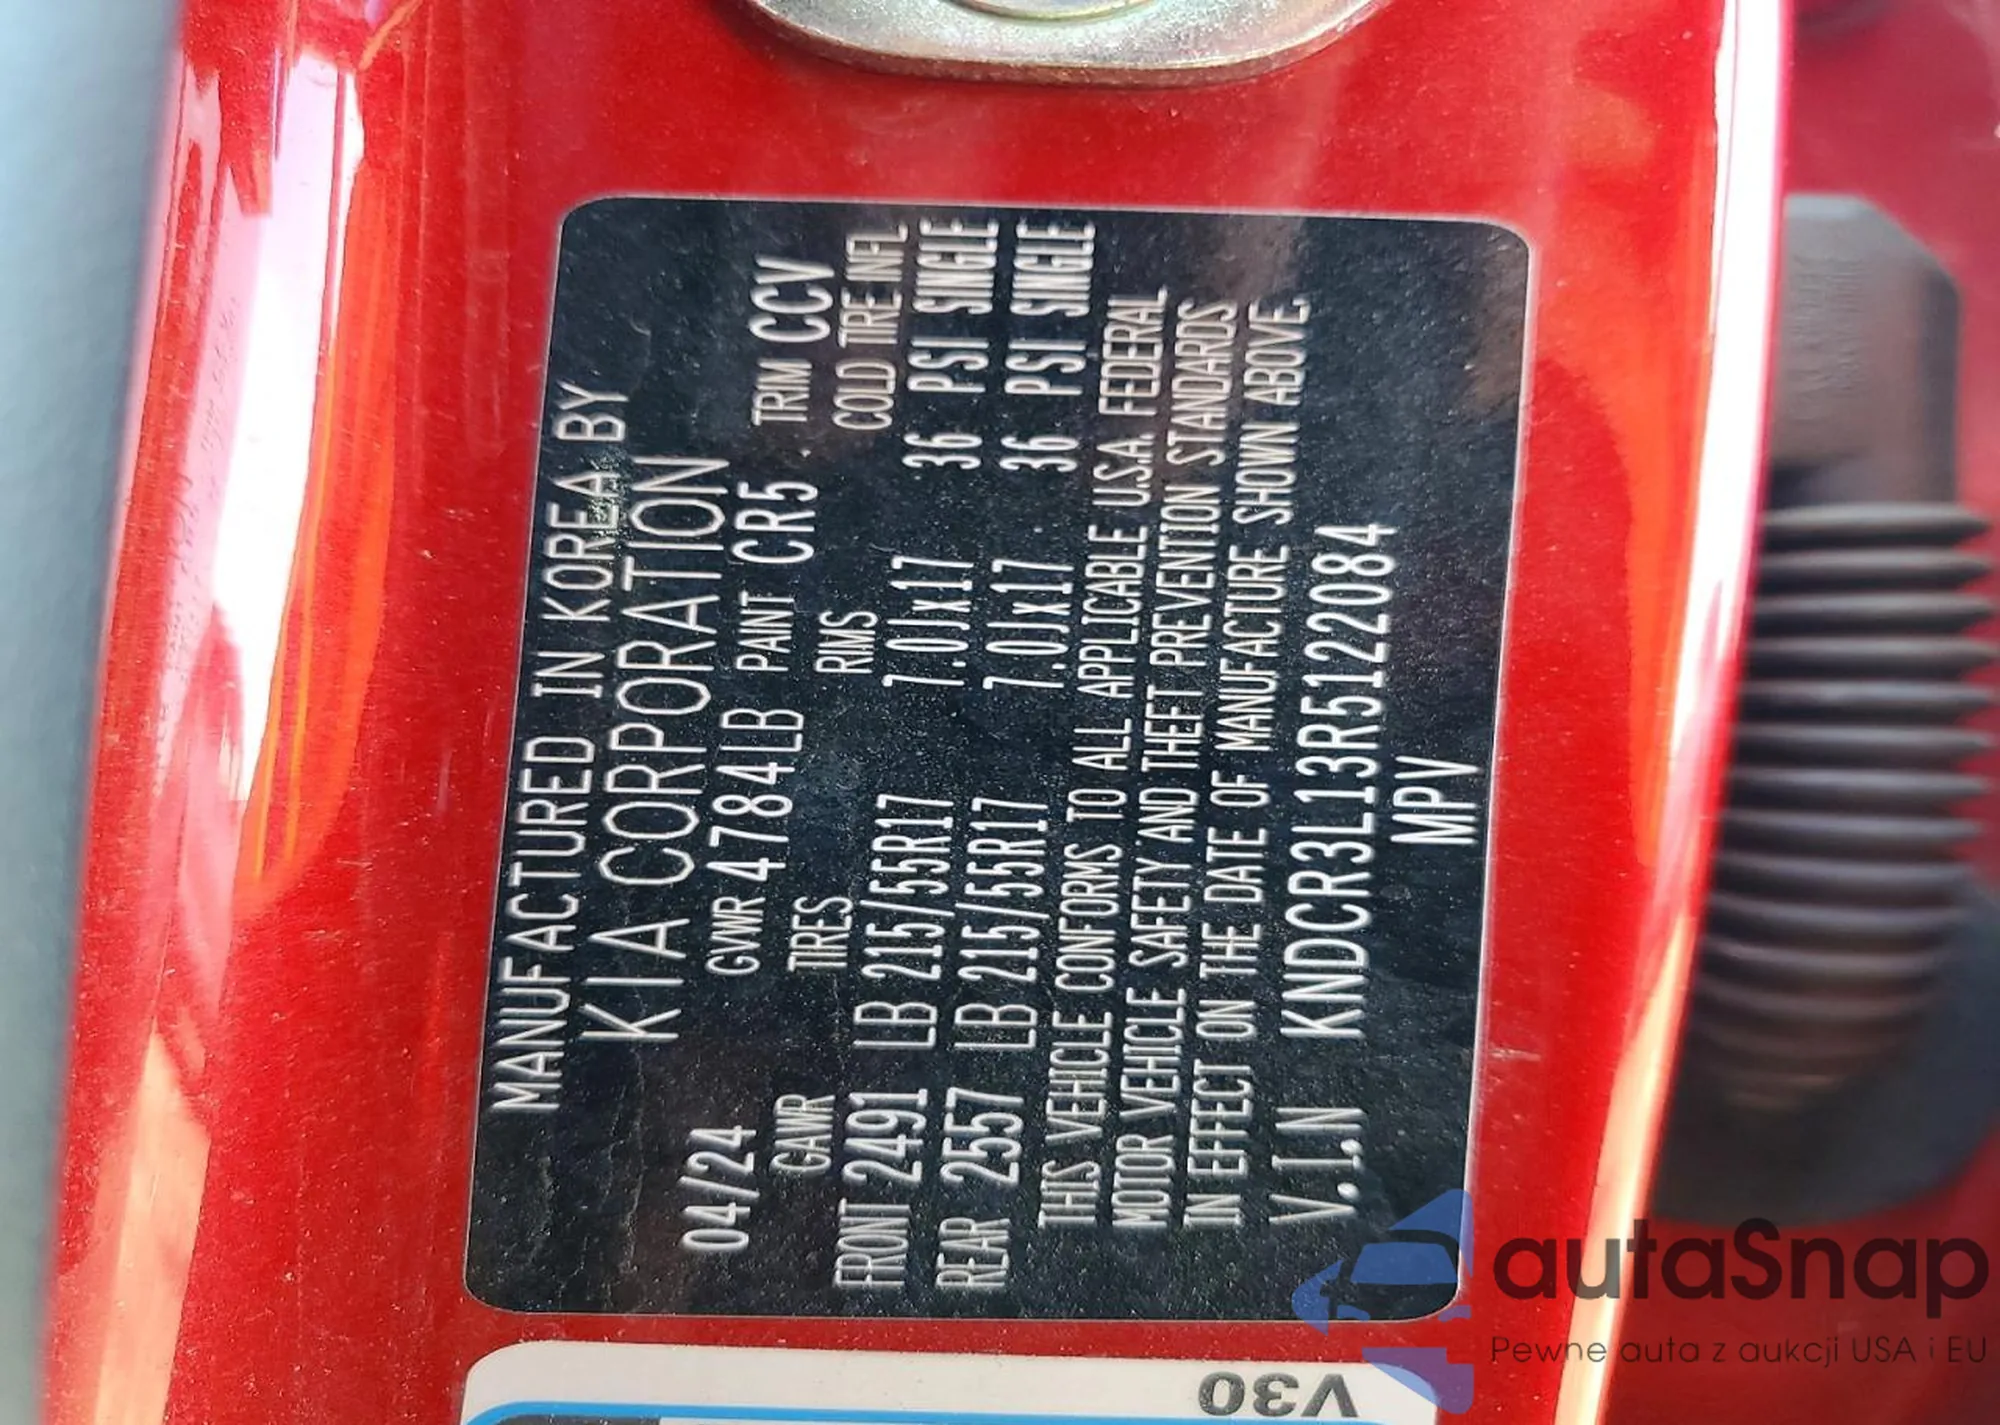 MANUFACTURED IN KOREA BY
KIA CORPORATION
04/24 GVWR 4784LB PAINT CR5 TRIM CCV
GAWR TIRES RIMS COLD TIRE INFL
FRONT 2491 LB 215/55R17 7.0Jx17 36 PSI SINGLE
REAR 2557 LB 215/55R17 7.0Jx17 36 PSI SINGLE
THIS VEHICLE CONFORMS TO ALL APPLICABLE U.S.A. FEDERAL
MOTOR VEHICLE SAFETY AND THEFT PREVENTION STANDARDS
IN EFFECT ON THE DATE OF MANUFACTURE SHOWN ABOVE.
V.I.N KNDCR3L13R5122084
MPV
V30
autaSnap
Pewne auta z aukcji USA i EU